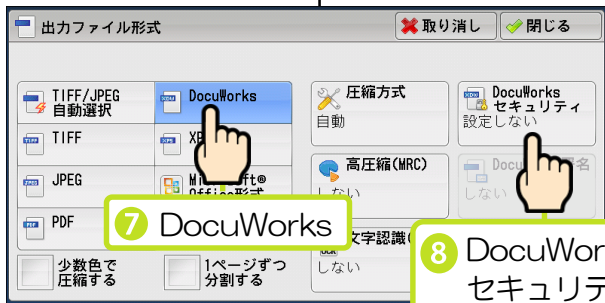 出力ファイル形式
取り消し
閉じる
TIFF/JPEG
自動選択
DocuWorks
圧縮方式
自動
DocuWorks
セキュリティ
設定しない
TIFF
JPEG
高圧縮(MRC)
しない
しない
PDF
7 DocuWorks
文字認識
しない
8 DocuWor
セキュリテ
少数色で
圧縮する
1ページずつ
分割する